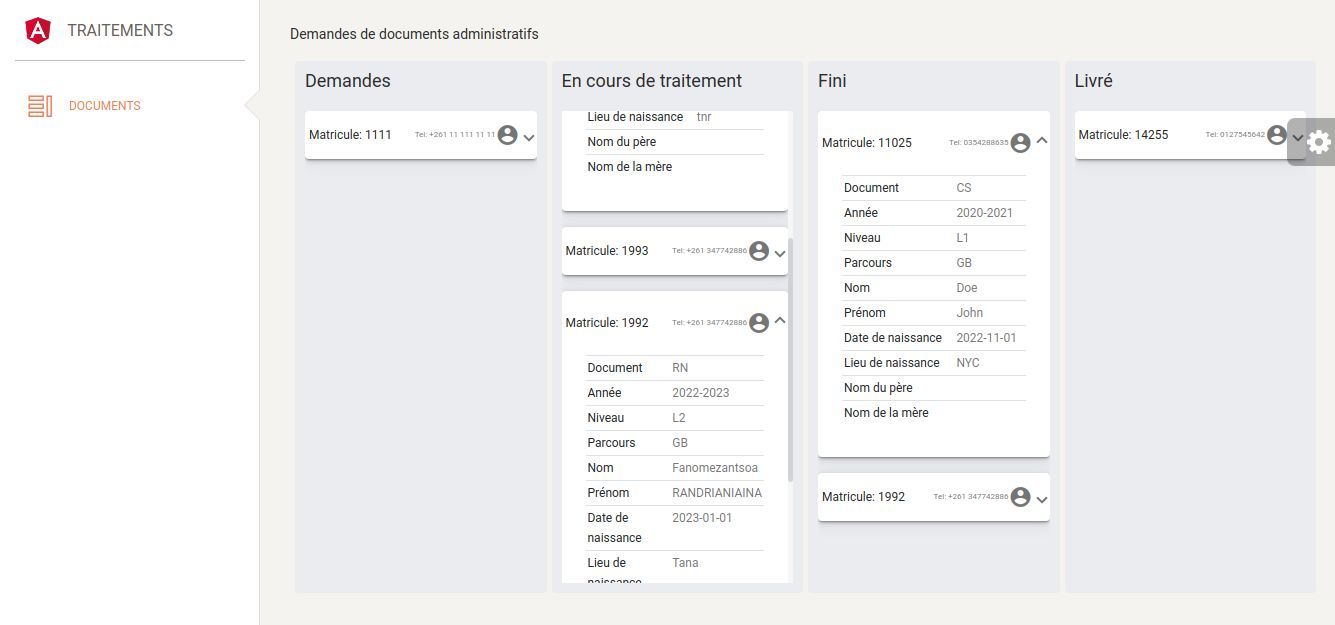 TRAITEMENTS
DOCUMENTS
Demandes de documents administratifs
Demandes
Matricule: 1111 Tel: +261 11 111 11 11
En cours de traitement
Lieu de naissance tnr
Nom du père
Nom de la mère
Matricule: 1993 Tel: +261 347742886
Matricule: 1992 Tel: +261 347742886
Document RN
Année 2022-2023
Niveau L2
Parcours GB
Nom Fanomezantsoa
Prénom RANDRIANIAINA
Date de 2023-01-01
naissance
Lieu de Tana
naissance
Fini
Matricule: 11025 Tel: 0354288635
Document CS
Année 2020-2021
Niveau L1
Parcours GB
Nom Doe
Prénom John
Date de naissance 2022-11-01
Lieu de naissance NYC
Nom du père
Nom de la mère
Matricule: 1992 Tel: +261 347742886
Livré
Matricule: 14255 Tel: 0127545642